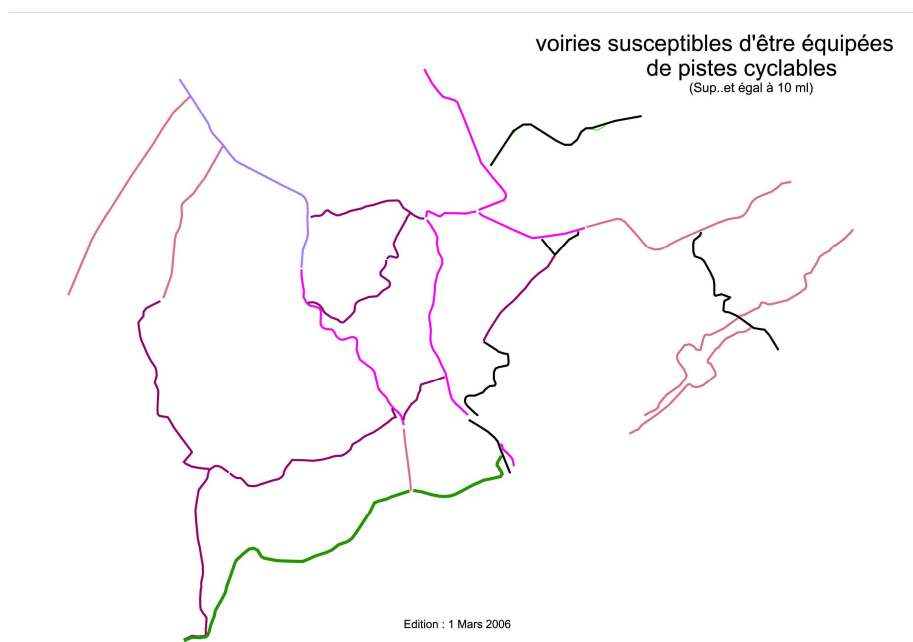 voiries susceptibles d'être équipées
de pistes cyclables
(Sup..et égal à 10 ml)
Edition : 1 Mars 2006